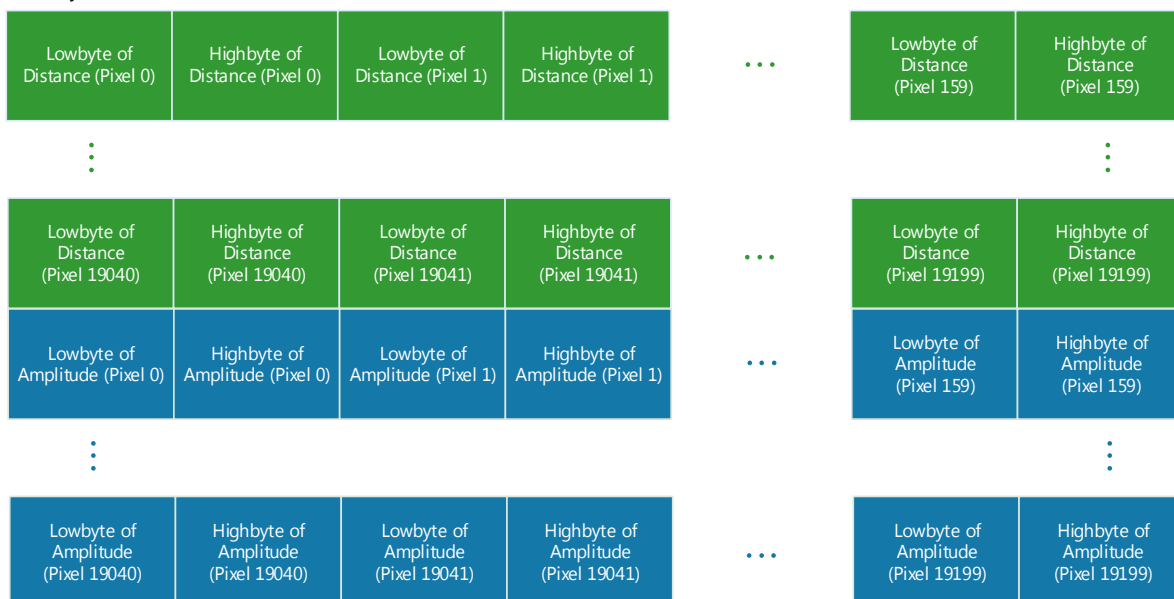 Lowbyte of
Distance (Pixel 0)
Highbyte of
Distance (Pixel 0)
Lowbyte of
Distance (Pixel 1)
Highbyte of
Distance (Pixel 1)
Lowbyte of
Distance
(Pixel 159)
Highbyte of
Distance
(Pixel 159)
Lowbyte of
Distance
(Pixel 19040)
Highbyte of
Distance
(Pixel 19040)
Lowbyte of
Distance
(Pixel 19041)
Highbyte of
Distance
(Pixel 19041)
Lowbyte of
Distance
(Pixel 19199)
Highbyte of
Distance
(Pixel 19199)
Lowbyte of
Amplitude (Pixel 0)
Highbyte of
Amplitude (Pixel 0)
Lowbyte of
Amplitude (Pixel 1)
Highbyte of
Amplitude (Pixel 1)
Lowbyte of
Amplitude
(Pixel 159)
Highbyte of
Amplitude
(Pixel 159)
Lowbyte of
Amplitude
(Pixel 19040)
Highbyte of
Amplitude
(Pixel 19040)
Lowbyte of
Amplitude
(Pixel 19041)
Highbyte of
Amplitude
(Pixel 19041)
Lowbyte of
Amplitude
(Pixel 19199)
Highbyte of
Amplitude
(Pixel 19199)